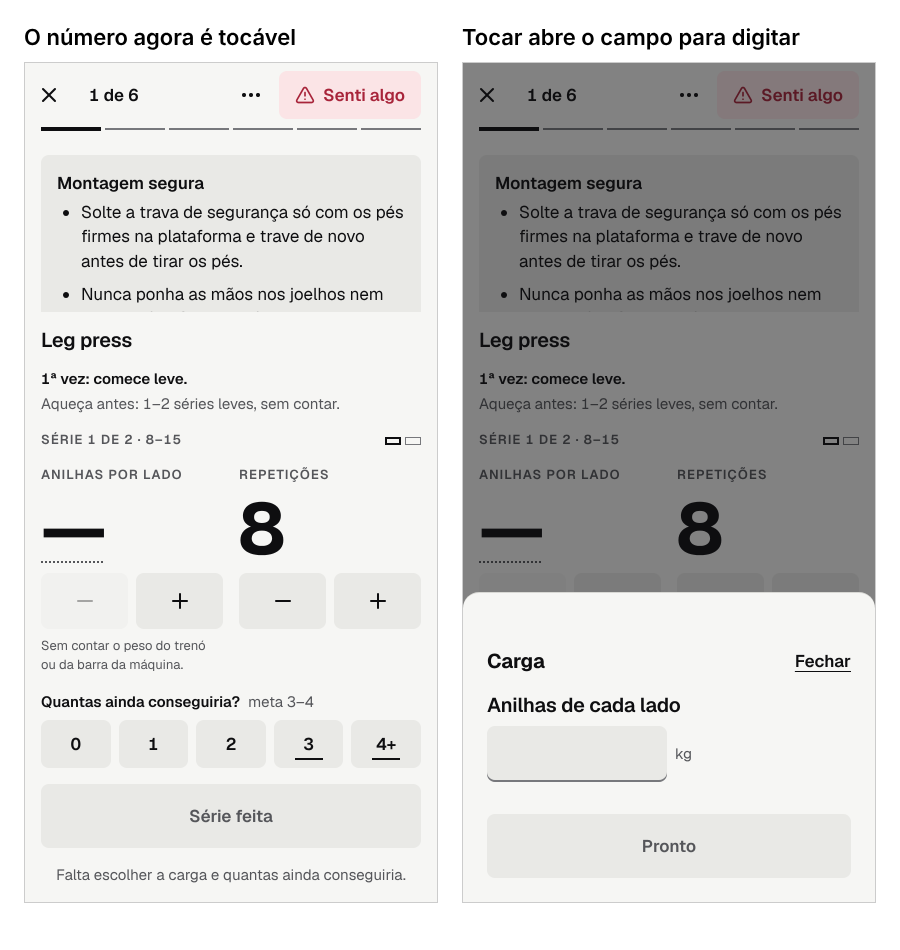 O número agora é tocável
1 de 6
Senti algo
Montagem segura
Solte a trava de segurança só com os pés
firmes na plataforma e trave de novo
antes de tirar os pés.
Nunca ponha as mãos nos joelhos nem
Leg press
1ª vez: comece leve.
Aqueça antes: 1–2 séries leves, sem contar.
SÉRIE 1 DE 2 · 8–15
ANILHAS POR LADO
REPETIÇÕES
—
8
− + − +
Sem contar o peso do trenó
ou da barra da máquina.
Quantas ainda conseguiria? meta 3–4
0 1 2 3 4+
Série feita
Falta escolher a carga e quantas ainda conseguiria.
Tocar abre o campo para digitar
1 de 6
Senti algo
Montagem segura
Solte a trava de segurança só com os pés
firmes na plataforma e trave de novo
antes de tirar os pés.
Nunca ponha as mãos nos joelhos nem
Leg press
1ª vez: comece leve.
Aqueça antes: 1–2 séries leves, sem contar.
SÉRIE 1 DE 2 · 8–15
ANILHAS POR LADO
REPETIÇÕES
—
8
Carga
Fechar
Anilhas de cada lado
kg
Pronto